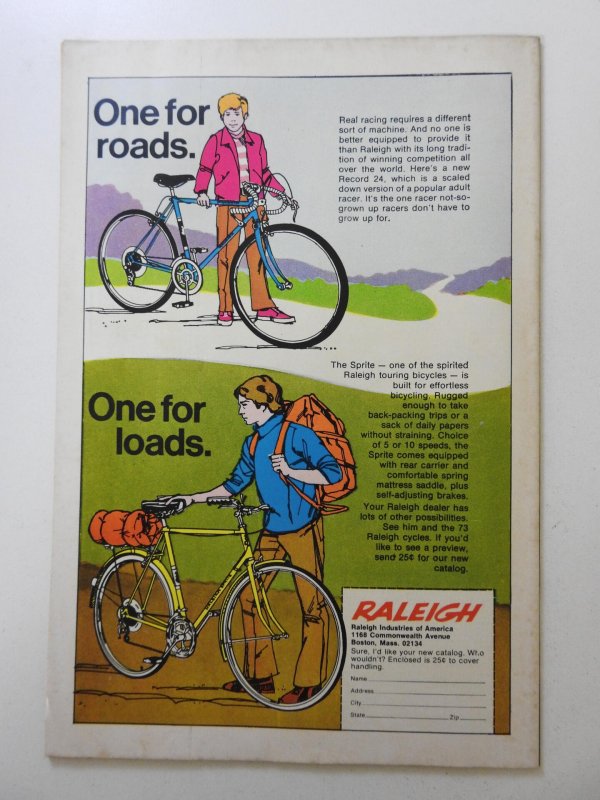 One for
roads.
Real racing requires a different
sort of machine. And no one is
better equipped to provide it
than Raleigh with its long tradi-
tion of winning competition all
over the world. Here's a new
Record 24, which is a scaled
down version of a popular adult
racer. It's the one racer not-so-
grown up racers don't have to
grow up for.
One for
loads.
The Sprite — one of the spirited
Raleigh touring bicycles — is
built for effortless
bicycling. Rugged
enough to take
back-packing trips or a
sack of daily papers
without straining. Choice
of 5 or 10 speeds, the
Sprite comes equipped
with rear carrier and
comfortable spring
mattress saddle, plus
self-adjusting brakes.
Your Raleigh dealer has
lots of other possibilities.
See him and the 73
Raleigh cycles. If you'd
like to see a preview,
send 25¢ for our new
catalog.
RALEIGH
Raleigh Industries of America
1168 Commonwealth Avenue
Boston, Mass. 02134
Sure, I'd like your new catalog. Who
wouldn't? Enclosed is 25¢ to cover
handling.
Name
Address
City
State Zip